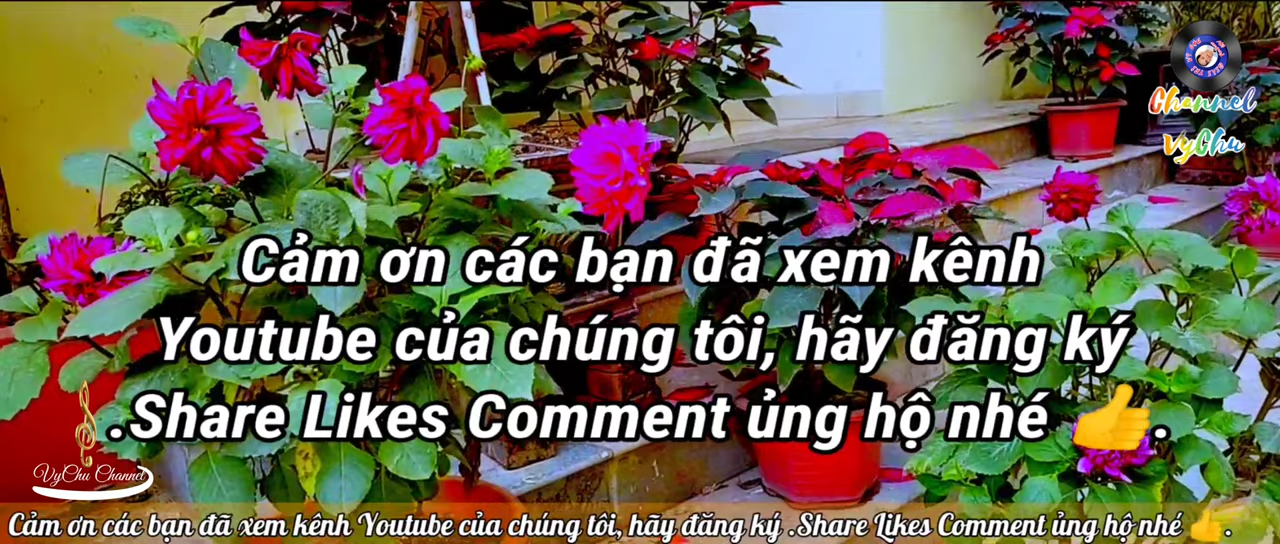 Channel
VyChu
Cảm ơn các bạn đã xem kênh
Youtube của chúng tôi, hãy đăng ký
.Share Likes Comment ủng hộ nhé 👍.
VyChu Channel
Cảm ơn các bạn đã xem kênh Youtube của chúng tôi, hãy đăng ký .Share Likes Comment ủng hộ nhé 👍.